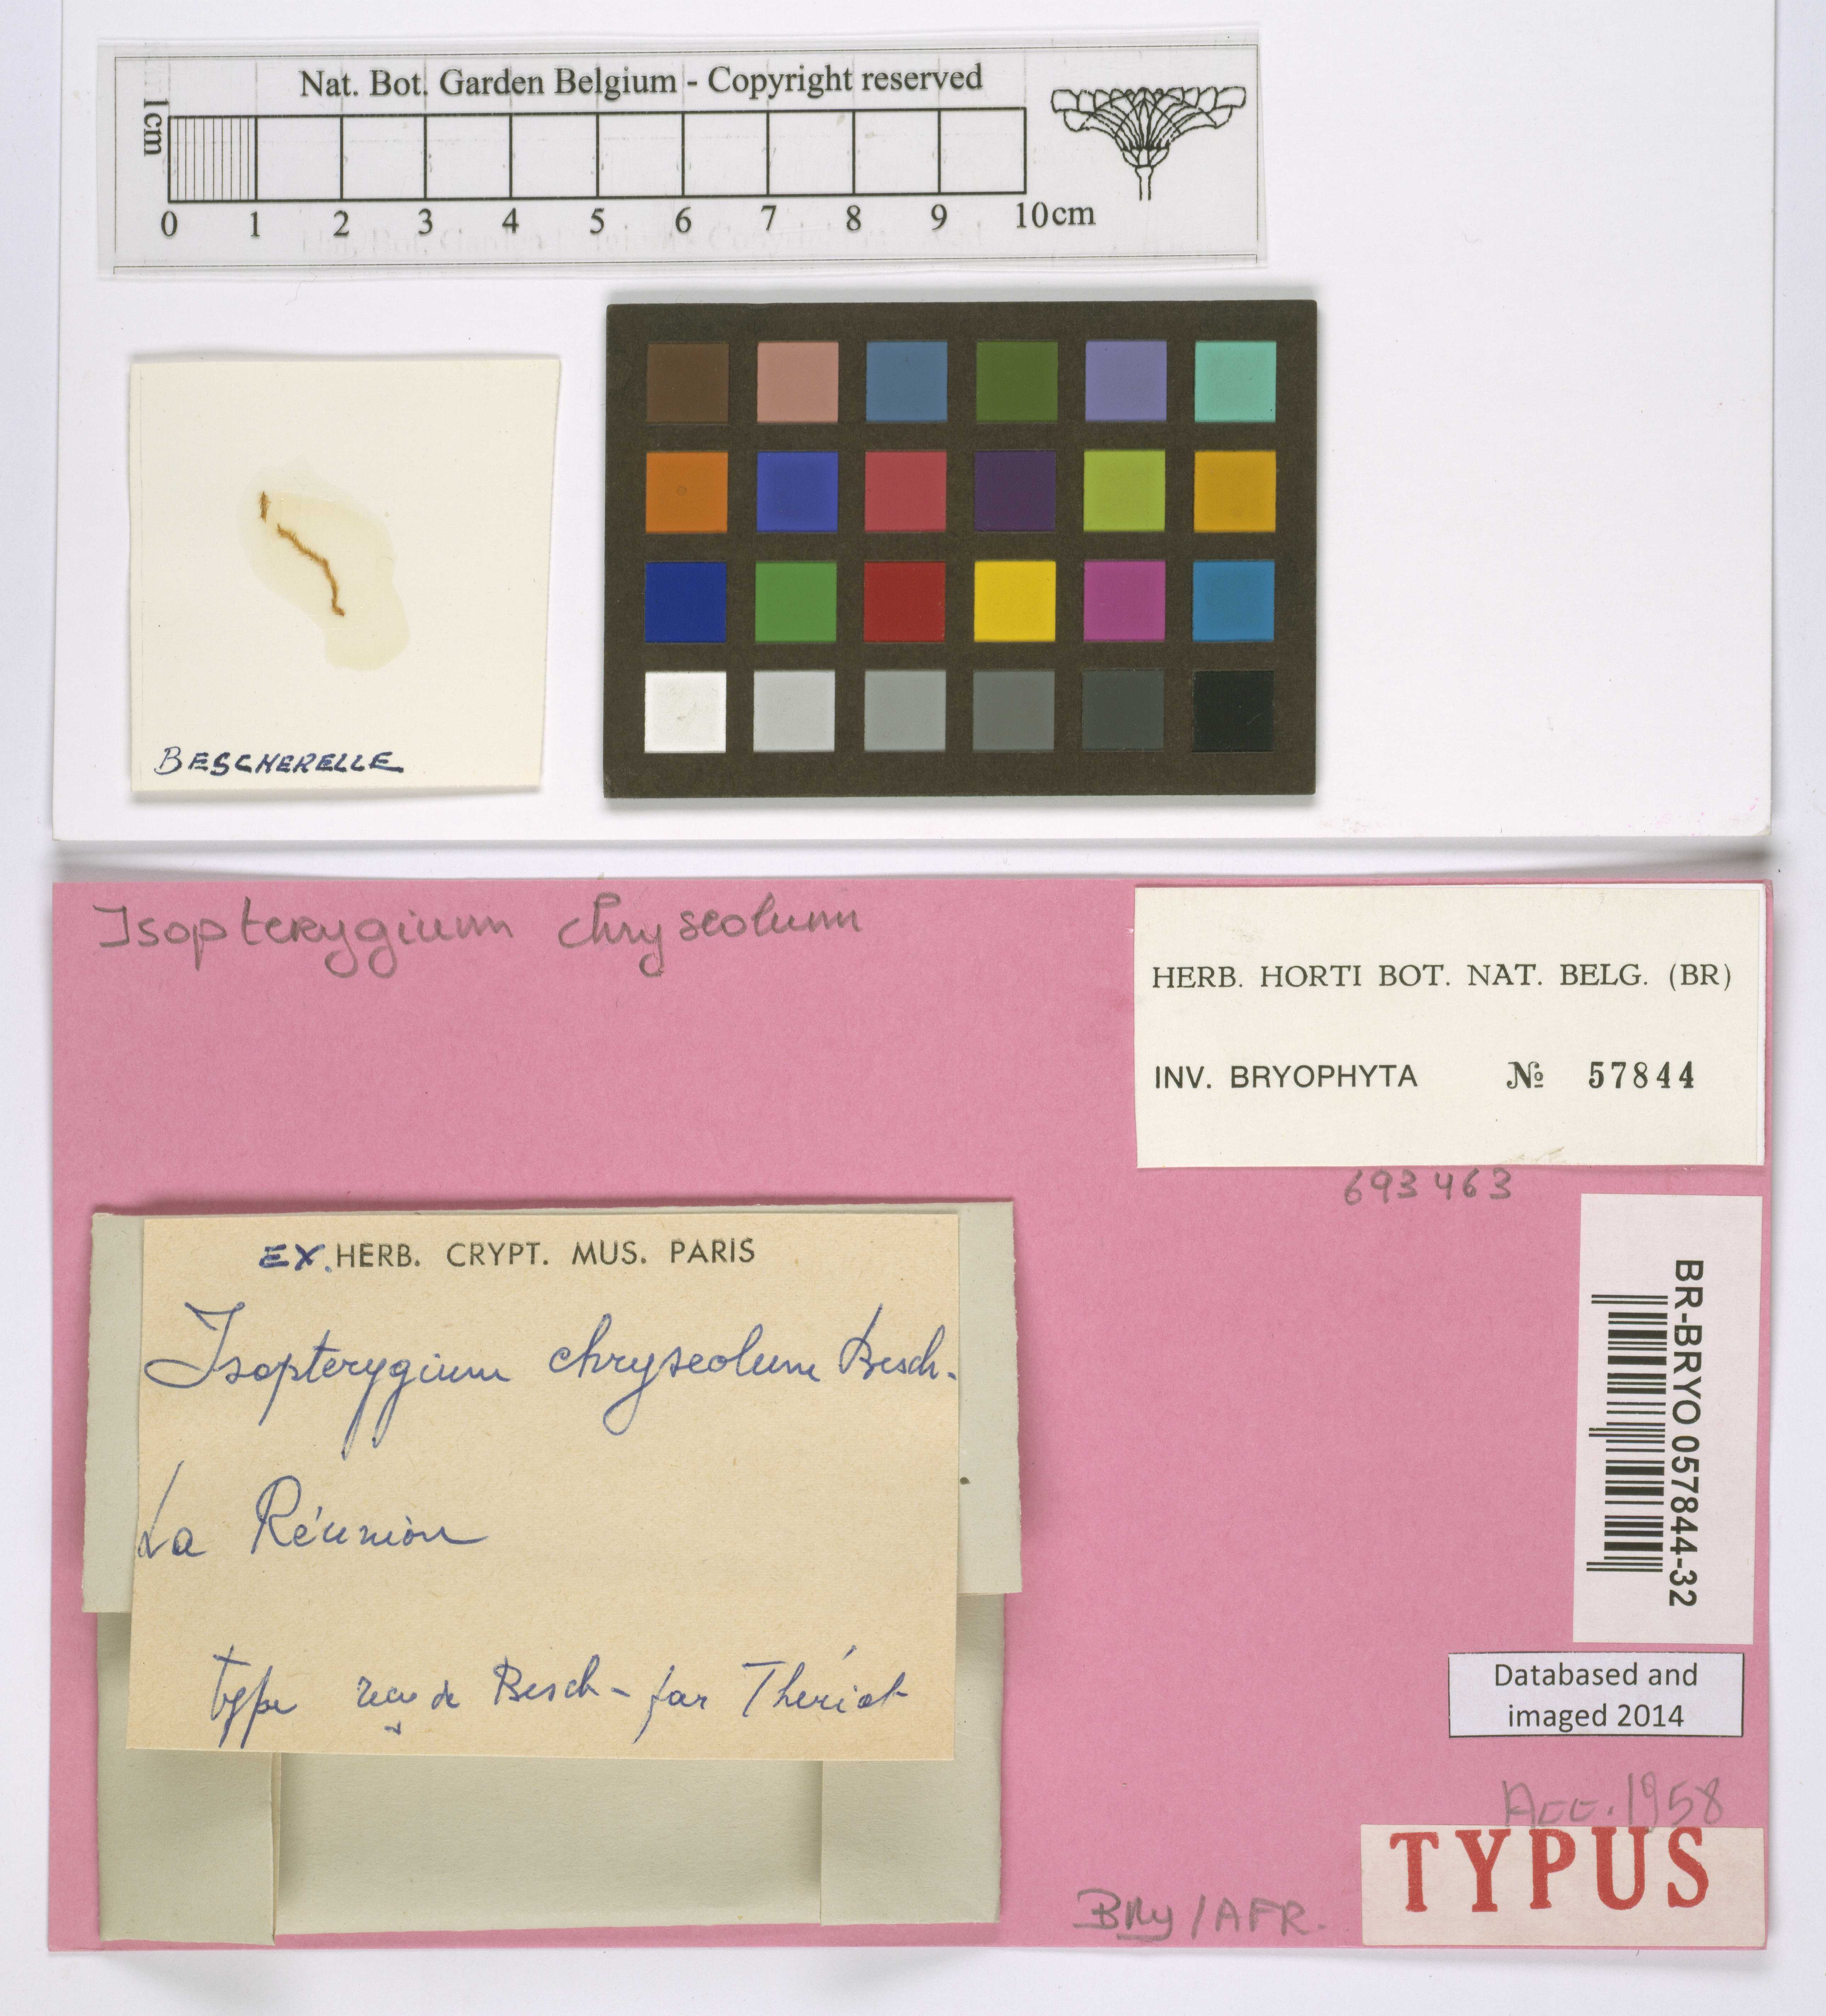 Nat. Bot. Garden Belgium - Copyright reserved
1cm
0 1 2 3 4 5 6 7 8 9 10cm
BESCHERELLE
Isopterygium chryseolum
HERB. HORTI BOT. NAT. BELG. (BR)
INV. BRYOPHYTA № 57844
693463
EX. HERB. CRYPT. MUS. PARIS
Isopterygium chryseolum Besch.
La Réunion
type de Besch - par Thériot
BR-BRYO 057844-32
Databased and
imaged 2014
Acc. 1958
TYPUS
BRy/AFR.